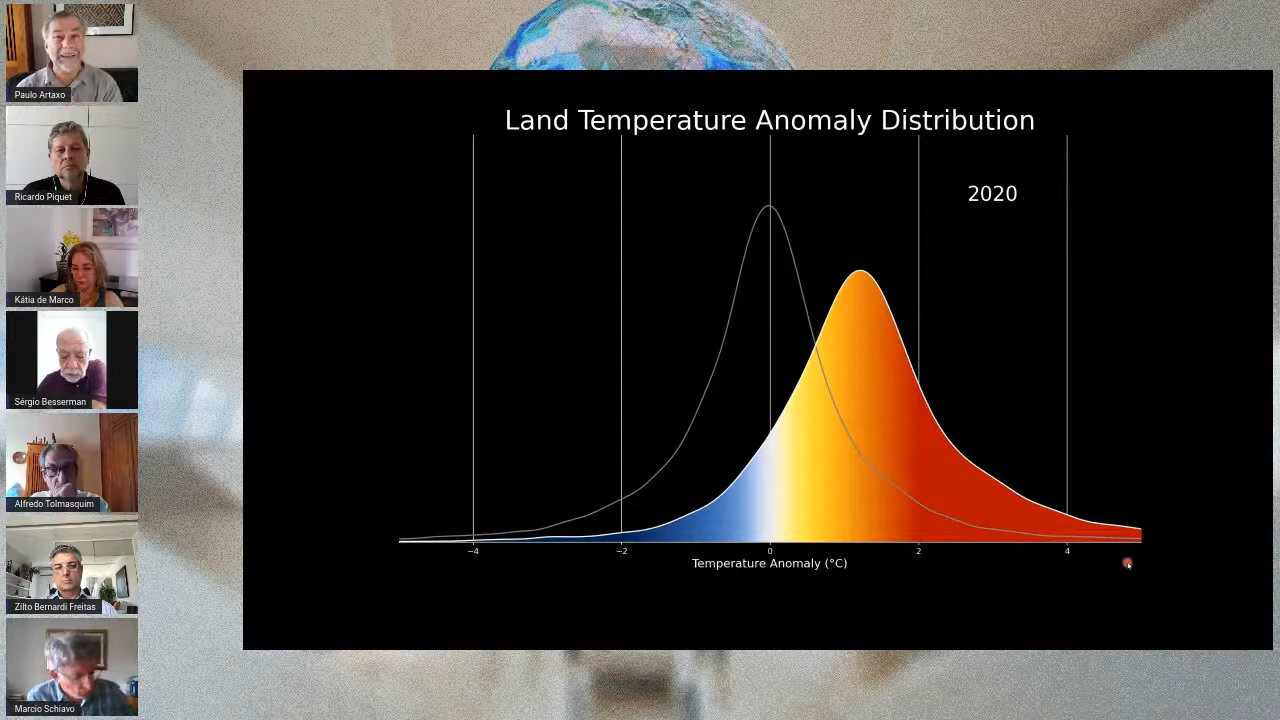 Paulo Artaxo
Ricardo Piquet
Kátia de Marco
Sérgio Besserman
Alfredo Tolmasquim
Zilto Bernardi Freitas
Marcio Schiavo
Land Temperature Anomaly Distribution
2020
−4 −2 0 2 4
Temperature Anomaly (°C)